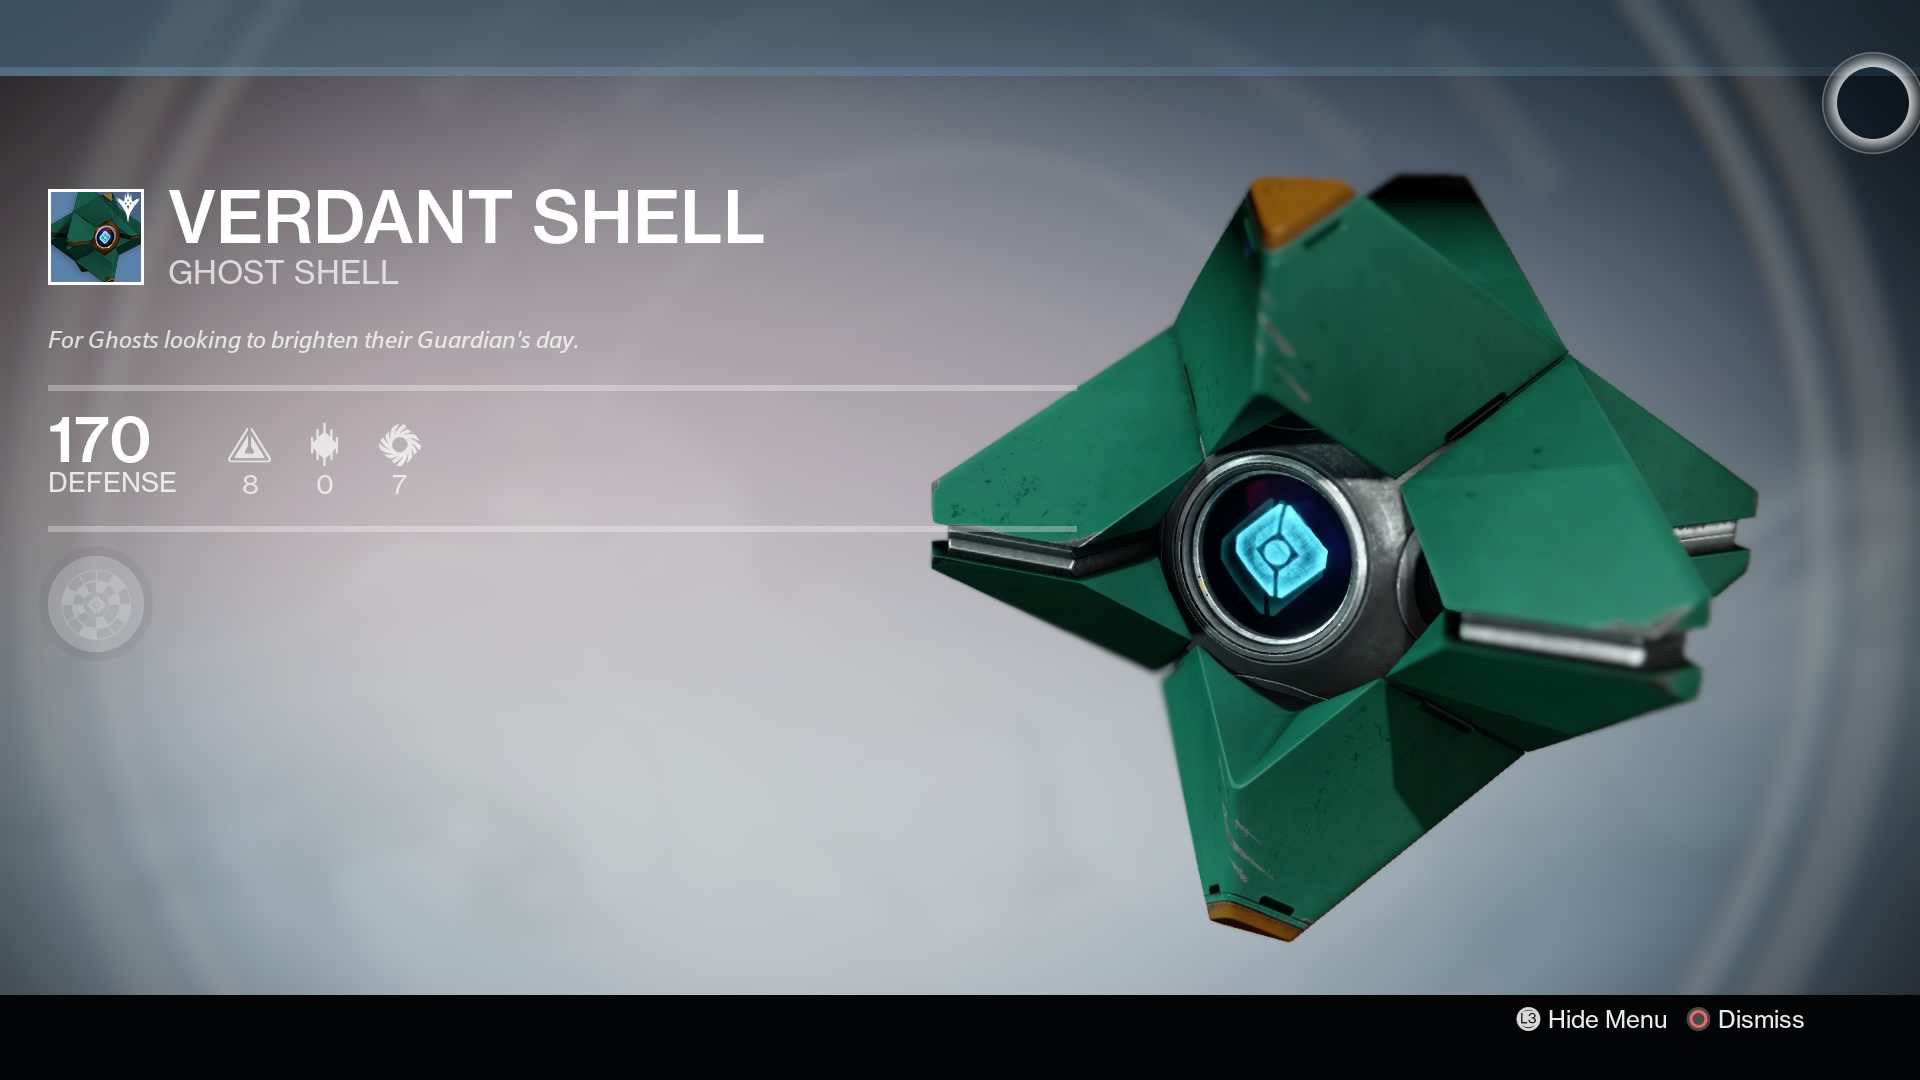 VERDANT SHELL
GHOST SHELL
For Ghosts looking to brighten their Guardian's day.
170
DEFENSE
8 0 7
L3 Hide Menu Dismiss